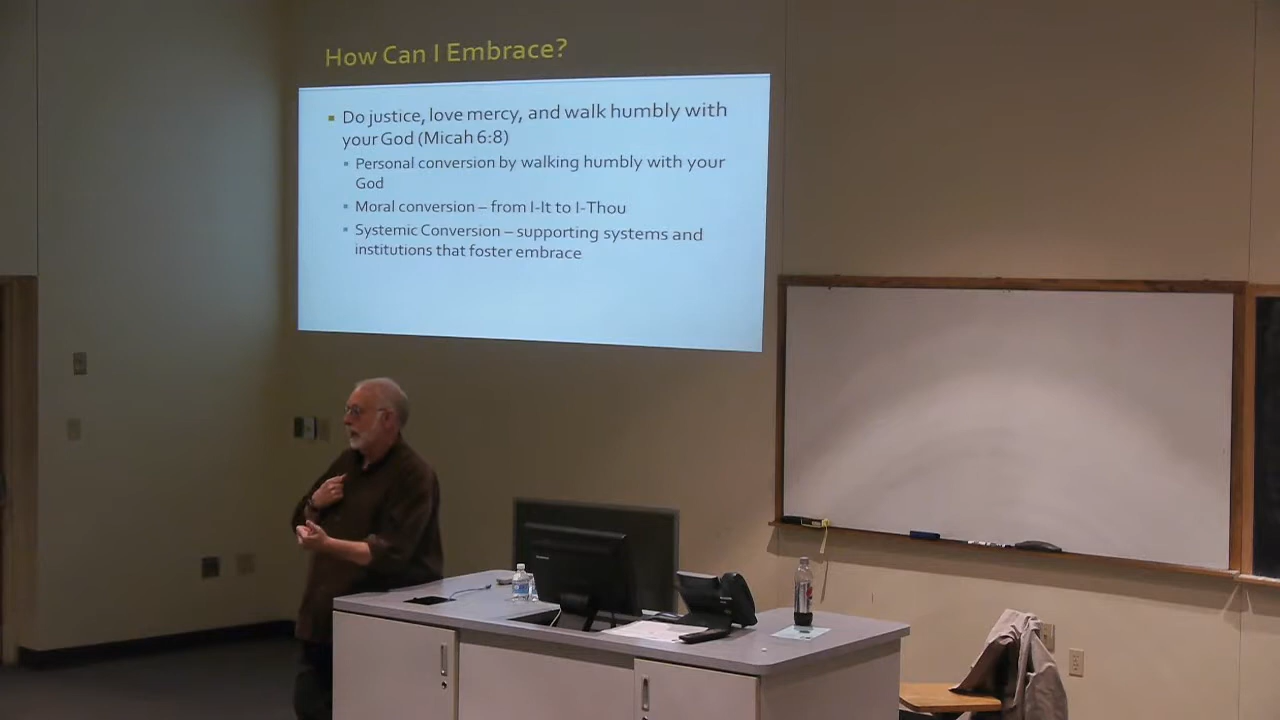 How Can I Embrace?
Do justice, love mercy, and walk humbly with
your God (Micah 6:8)
Personal conversion by walking humbly with your
God
Moral conversion – from I-It to I-Thou
Systemic Conversion – supporting systems and
institutions that foster embrace